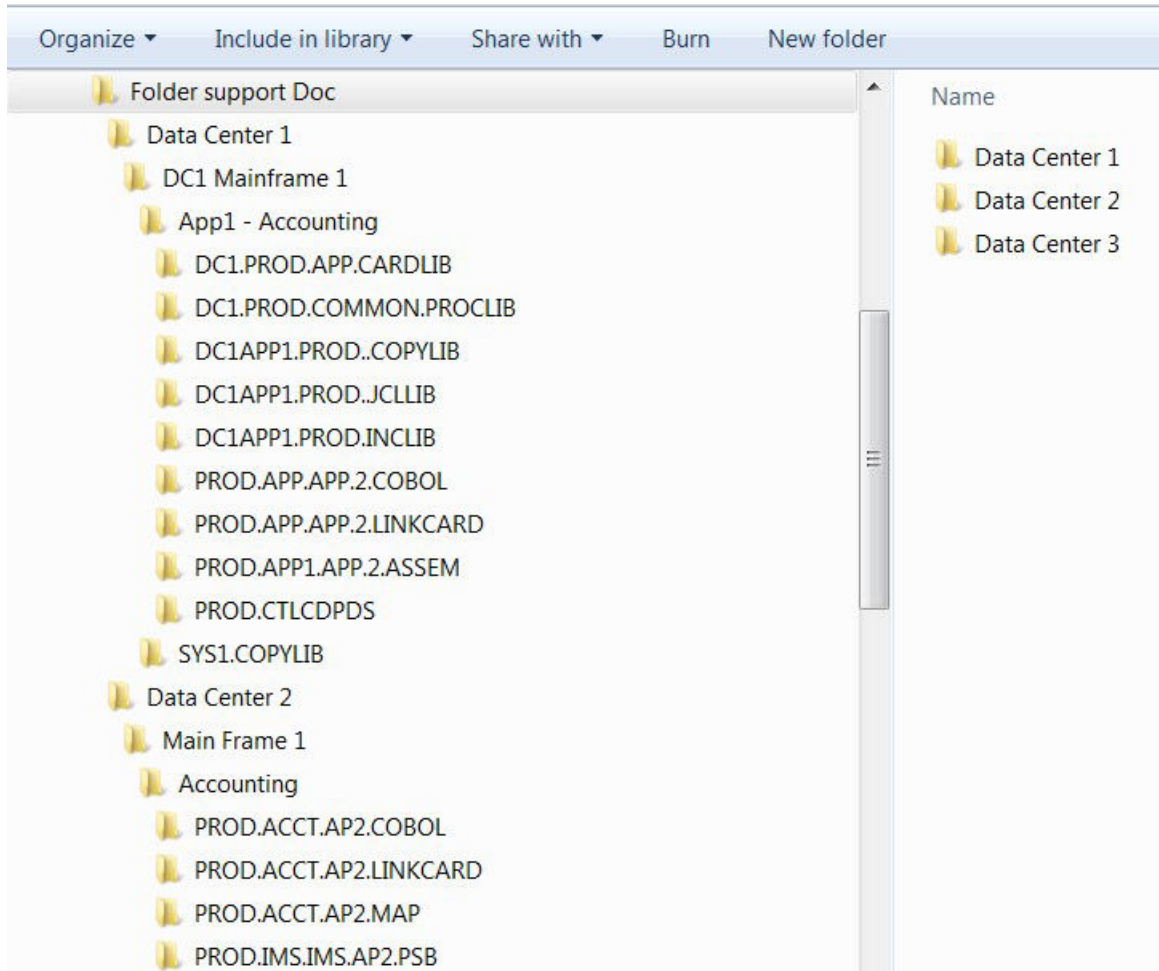 Organize Include in library Share with Burn New folder
Folder support Doc
Data Center 1
DC1 Mainframe 1
App1 - Accounting
DC1.PROD.APP.CARDLIB
DC1.PROD.COMMON.PROCLIB
DC1APP1.PROD..COPYLIB
DC1APP1.PROD..JCLLIB
DC1APP1.PROD.INCLIB
PROD.APP.APP.2.COBOL
PROD.APP.APP.2.LINKCARD
PROD.APP1.APP.2.ASSEM
PROD.CTLCDPDS
SYS1.COPYLIB
Data Center 2
Main Frame 1
Accounting
PROD.ACCT.AP2.COBOL
PROD.ACCT.AP2.LINKCARD
PROD.ACCT.AP2.MAP
PROD.IMS.IMS.AP2.PSB
Name
Data Center 1
Data Center 2
Data Center 3